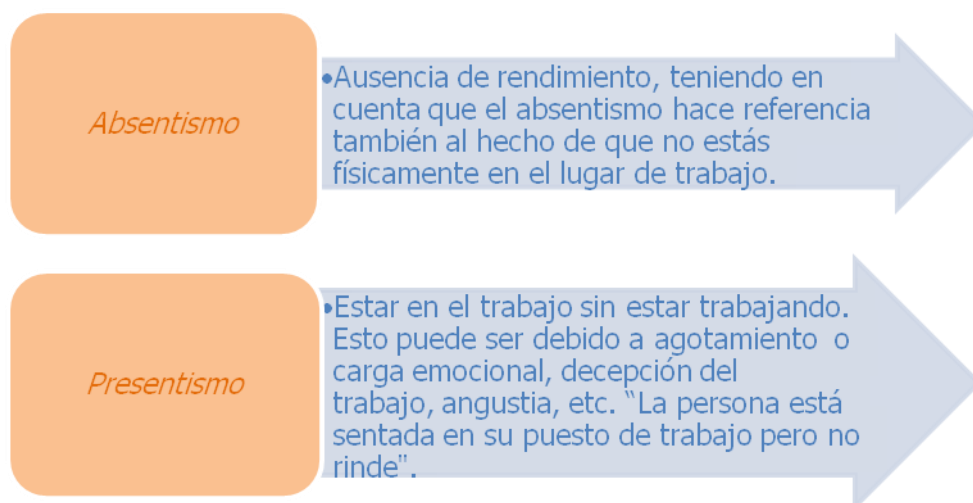 Absentismo
•Ausencia de rendimiento, teniendo en
cuenta que el absentismo hace referencia
también al hecho de que no estás
físicamente en el lugar de trabajo.
Presentismo
•Estar en el trabajo sin estar trabajando.
Esto puede ser debido a agotamiento o
carga emocional, decepción del
trabajo, angustia, etc. “La persona está
sentada en su puesto de trabajo pero no
rinde".